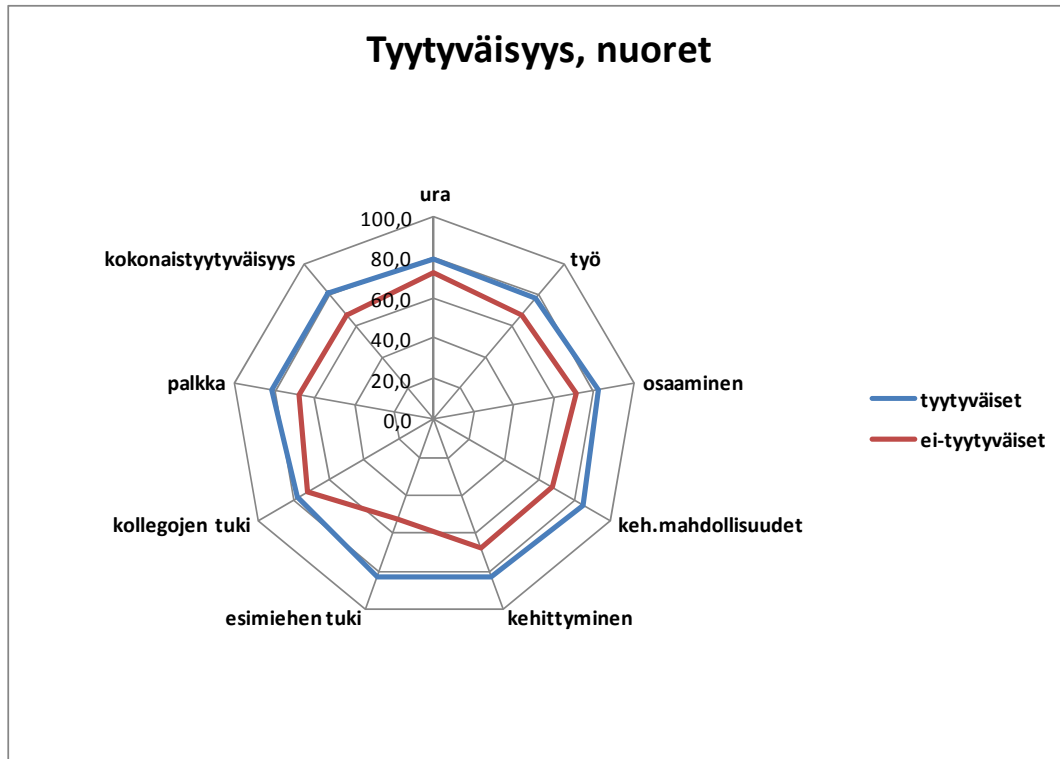 Tyytyväisyys, nuoret
ura
100,0
80,0
60,0
40,0
20,0
0,0
työ
osaaminen
keh.mahdollisuudet
kehittyminen
esimiehen tuki
kollegojen tuki
palkka
kokonaistyytyväisyys
tyytyväiset
ei-tyytyväiset